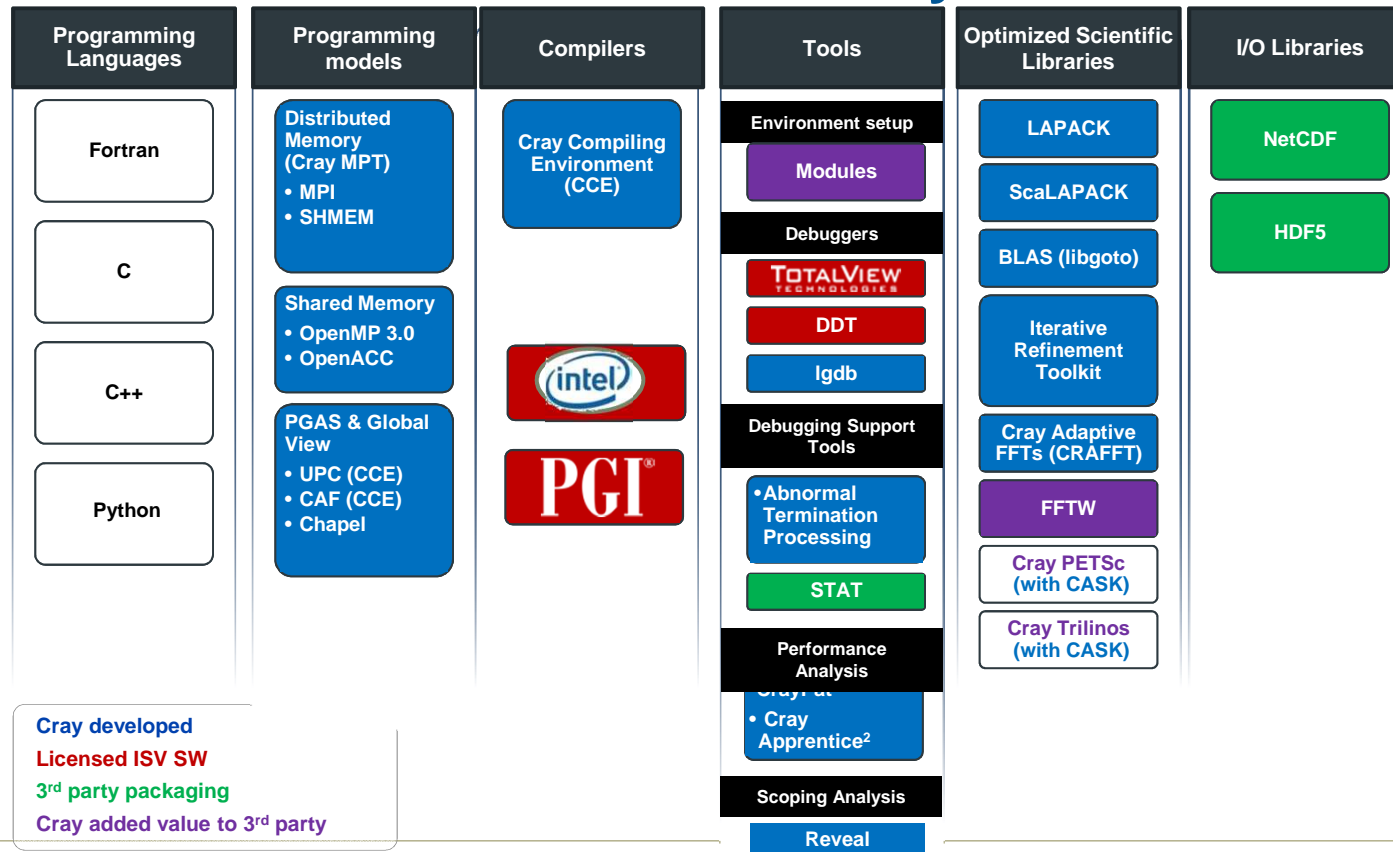 Programming
Languages
Programming
models
Compilers
Tools
Optimized Scientific
Libraries
I/O Libraries
Fortran
C
C++
Python
Distributed
Memory
(Cray MPT)
• MPI
• SHMEM
Shared Memory
• OpenMP 3.0
• OpenACC
PGAS & Global
View
• UPC (CCE)
• CAF (CCE)
• Chapel
Cray Compiling
Environment
(CCE)
intel
PGI®
Environment setup
Modules
Debuggers
TOTALVIEW
TECHNOLOGIES
DDT
lgdb
Debugging Support
Tools
•Abnormal
Termination
Processing
STAT
Performance
Analysis
• Cray
Apprentice²
Scoping Analysis
Reveal
LAPACK
ScaLAPACK
BLAS (libgoto)
Iterative
Refinement
Toolkit
Cray Adaptive
FFTs (CRAFFT)
FFTW
Cray PETSc
(with CASK)
Cray Trilinos
(with CASK)
NetCDF
HDF5
Cray developed
Licensed ISV SW
3rd party packaging
Cray added value to 3rd party